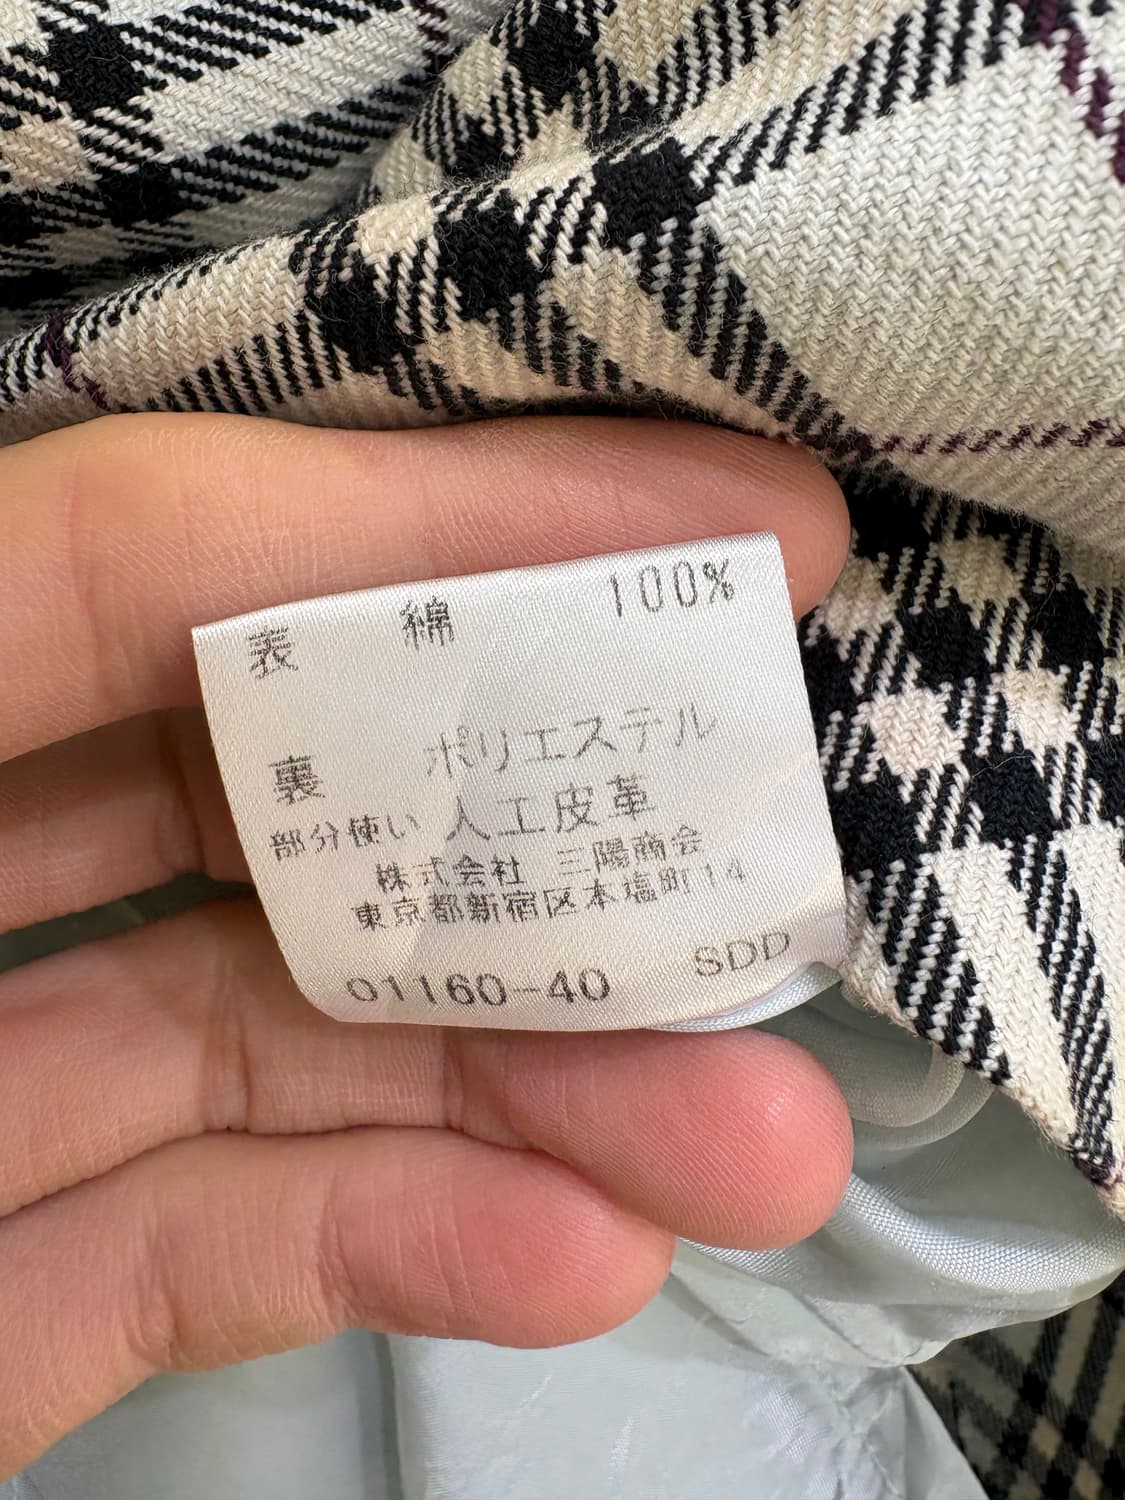 表 綿 100%
裏 ポリエステル
部分使い 人工皮革
株式会社 三陽商会
東京都新宿区本塩町14
01160-40 SDD